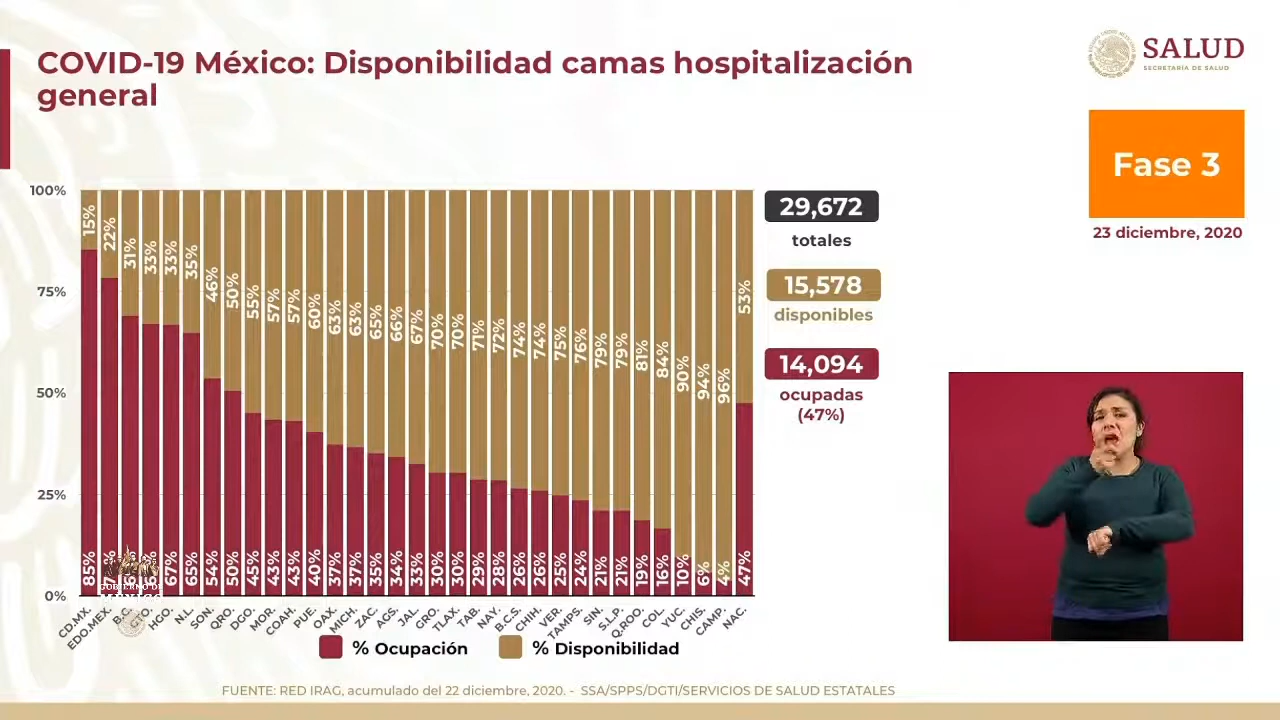 COVID-19 México: Disponibilidad camas hospitalización
general
SALUD
SECRETARÍA DE SALUD
Fase 3
23 diciembre, 2020
29,672
totales
15,578
disponibles
14,094
ocupadas
(47%)
100%
75%
50%
25%
0%
15% 22% 31% 33% 33% 35% 46% 50% 55% 57% 57% 60% 63% 63% 65% 66% 67% 70% 70% 71% 72% 74% 74% 75% 76% 79% 79% 81% 84% 90% 94% 96% 53%
85% 67% 65% 54% 50% 45% 43% 43% 40% 37% 37% 35% 34% 33% 30% 30% 29% 28% 26% 26% 25% 24% 21% 21% 19% 16% 10% 6% 4% 47%
GOBIERNO DE
MÉXICO
CD.MX. EDO.MEX. B.C. GTO. HGO. N.L. SON. QRO. DGO. MOR. COAH. PUE. OAX. MICH. ZAC. AGS. JAL. GRO. TLAX. TAB. NAY. B.C.S. CHIH. VER. TAMPS. SIN. S.L.P. Q.ROO. COL. YUC. CHIS. CAMP. NAC.
% Ocupación
% Disponibilidad
FUENTE: RED IRAG, acumulado del 22 diciembre, 2020. - SSA/SPPS/DGTI/SERVICIOS DE SALUD ESTATALES